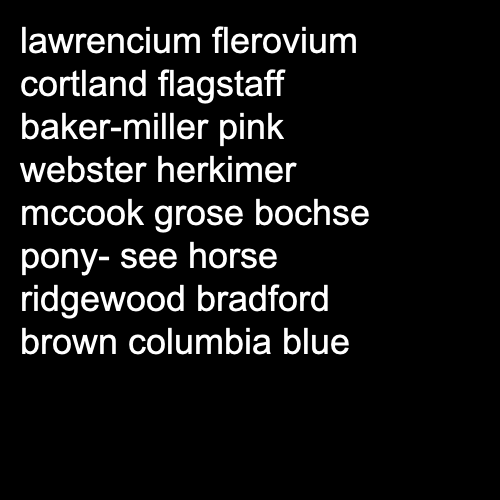 lawrencium flerovium
cortland flagstaff
baker-miller pink
webster herkimer
mccook grose bochse
pony- see horse
ridgewood bradford
brown columbia blue